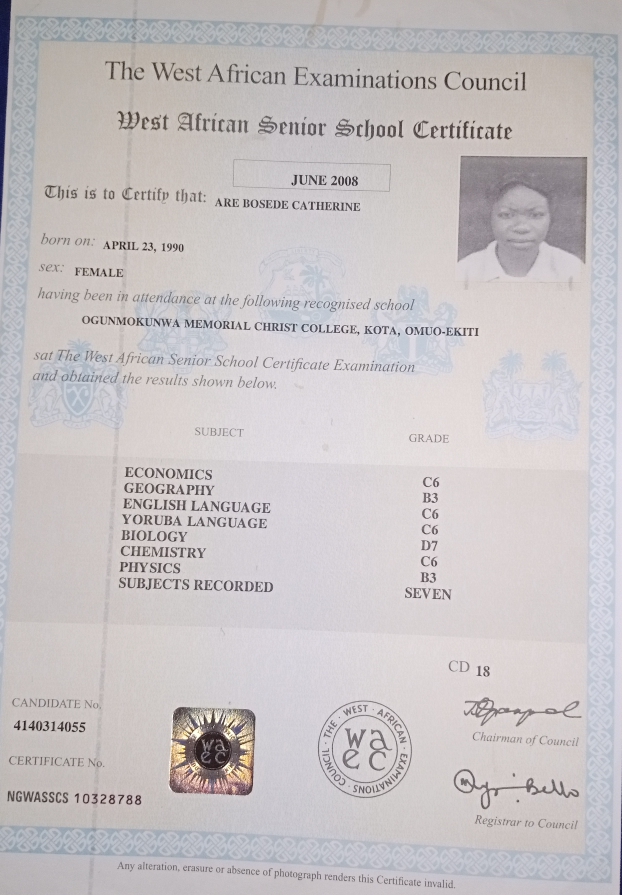 The West African Examinations Council
West African Senior School Certificate
JUNE 2008
This is to Certify that: ARE BOSEDE CATHERINE
born on: APRIL 23, 1990
sex: FEMALE
having been in attendance at the following recognised school
OGUNMOKUNWA MEMORIAL CHRIST COLLEGE, KOTA, OMUO-EKITI
sat The West African Senior School Certificate Examination
and obtained the results shown below.
SUBJECT GRADE
ECONOMICS C6
GEOGRAPHY B3
ENGLISH LANGUAGE C6
YORUBA LANGUAGE C6
BIOLOGY D7
CHEMISTRY C6
PHYSICS B3
SUBJECTS RECORDED SEVEN
CD 18
CANDIDATE No.
4140314055
Chairman of Council
CERTIFICATE No.
NGWASSCS 10328788
waec
THE · WEST · AFRICAN · EXAMINATIONS · COUNCIL ·
waec
Bello
Registrar to Council
Any alteration, erasure or absence of photograph renders this Certificate invalid.